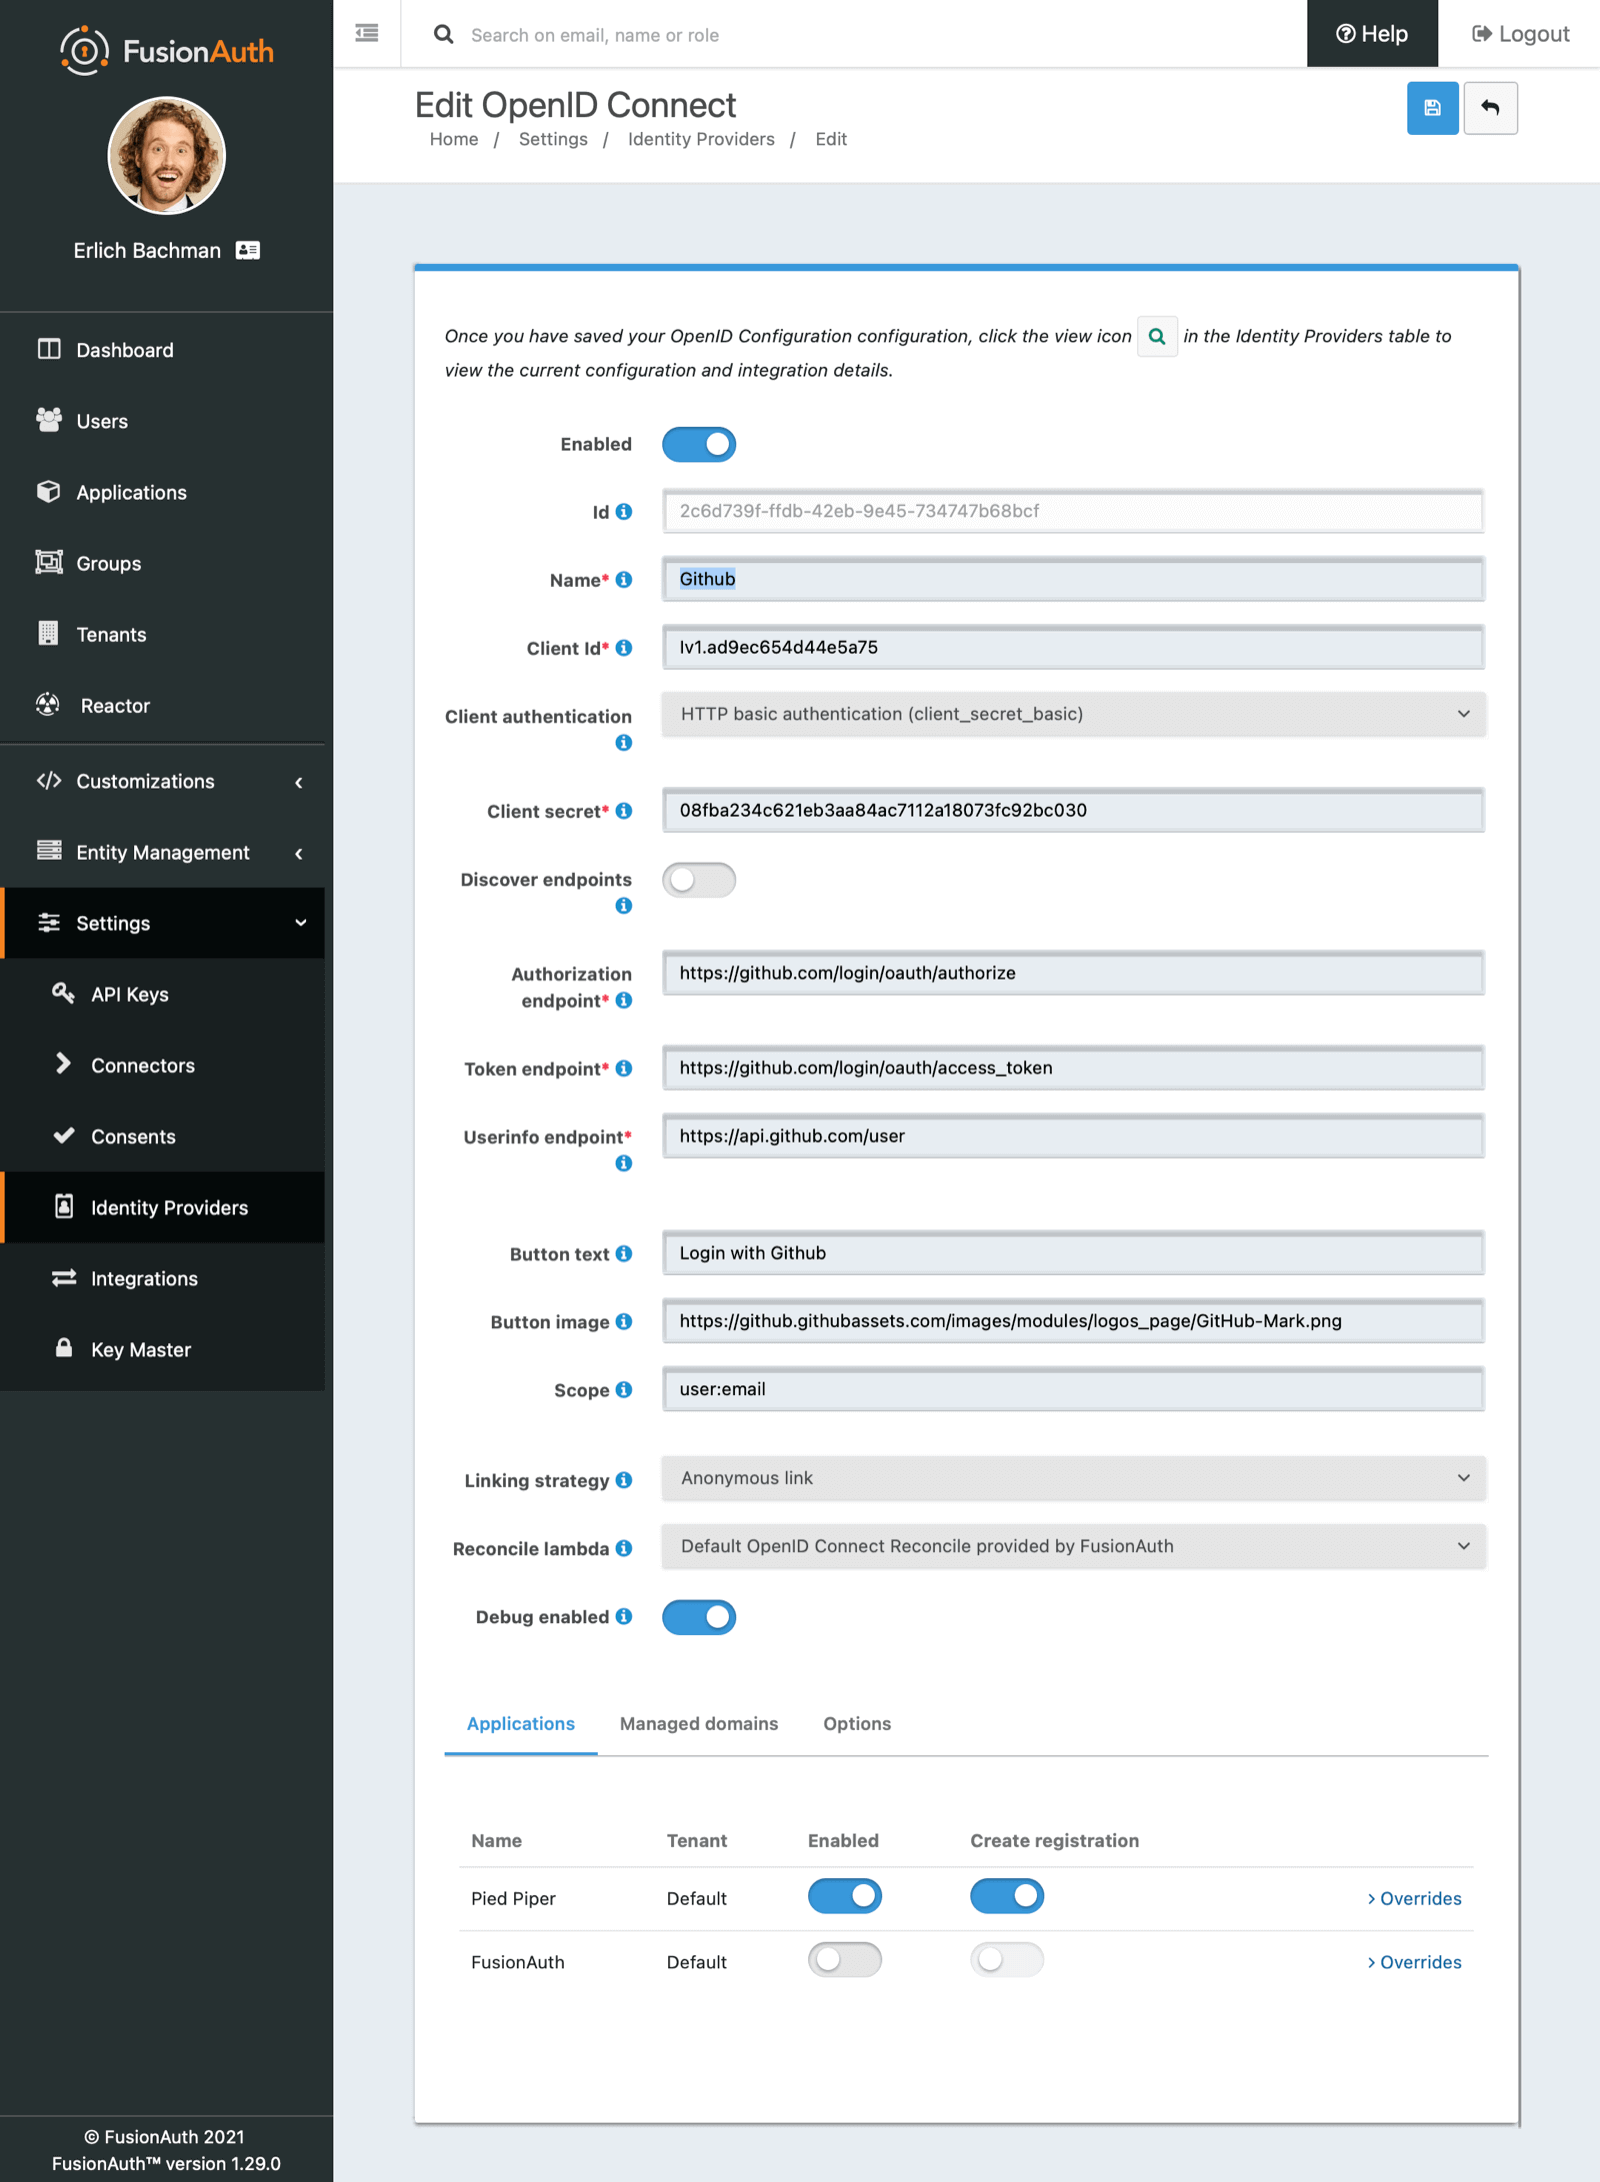 FusionAuth
Search on email, name or role
Help
Logout
Erlich Bachman
Dashboard
Users
Applications
Groups
Tenants
Reactor
Customizations
Entity Management
Settings
API Keys
Connectors
Consents
Identity Providers
Integrations
Key Master
© FusionAuth 2021
FusionAuth™ version 1.29.0
Edit OpenID Connect
Home / Settings / Identity Providers / Edit
Once you have saved your OpenID Configuration configuration, click the view icon in the Identity Providers table to
view the current configuration and integration details.
Enabled
Id 2c6d739f-ffdb-42eb-9e45-734747b68bcf
Name* Github
Client Id* Iv1.ad9ec654d44e5a75
Client authentication HTTP basic authentication (client_secret_basic)
Client secret* 08fba234c621eb3aa84ac7112a18073fc92bc030
Discover endpoints
Authorization
endpoint* https://github.com/login/oauth/authorize
Token endpoint* https://github.com/login/oauth/access_token
Userinfo endpoint* https://api.github.com/user
Button text Login with Github
Button image https://github.githubassets.com/images/modules/logos_page/GitHub-Mark.png
Scope user:email
Linking strategy Anonymous link
Reconcile lambda Default OpenID Connect Reconcile provided by FusionAuth
Debug enabled
Applications Managed domains Options
Name Tenant Enabled Create registration
Pied Piper Default > Overrides
FusionAuth Default > Overrides